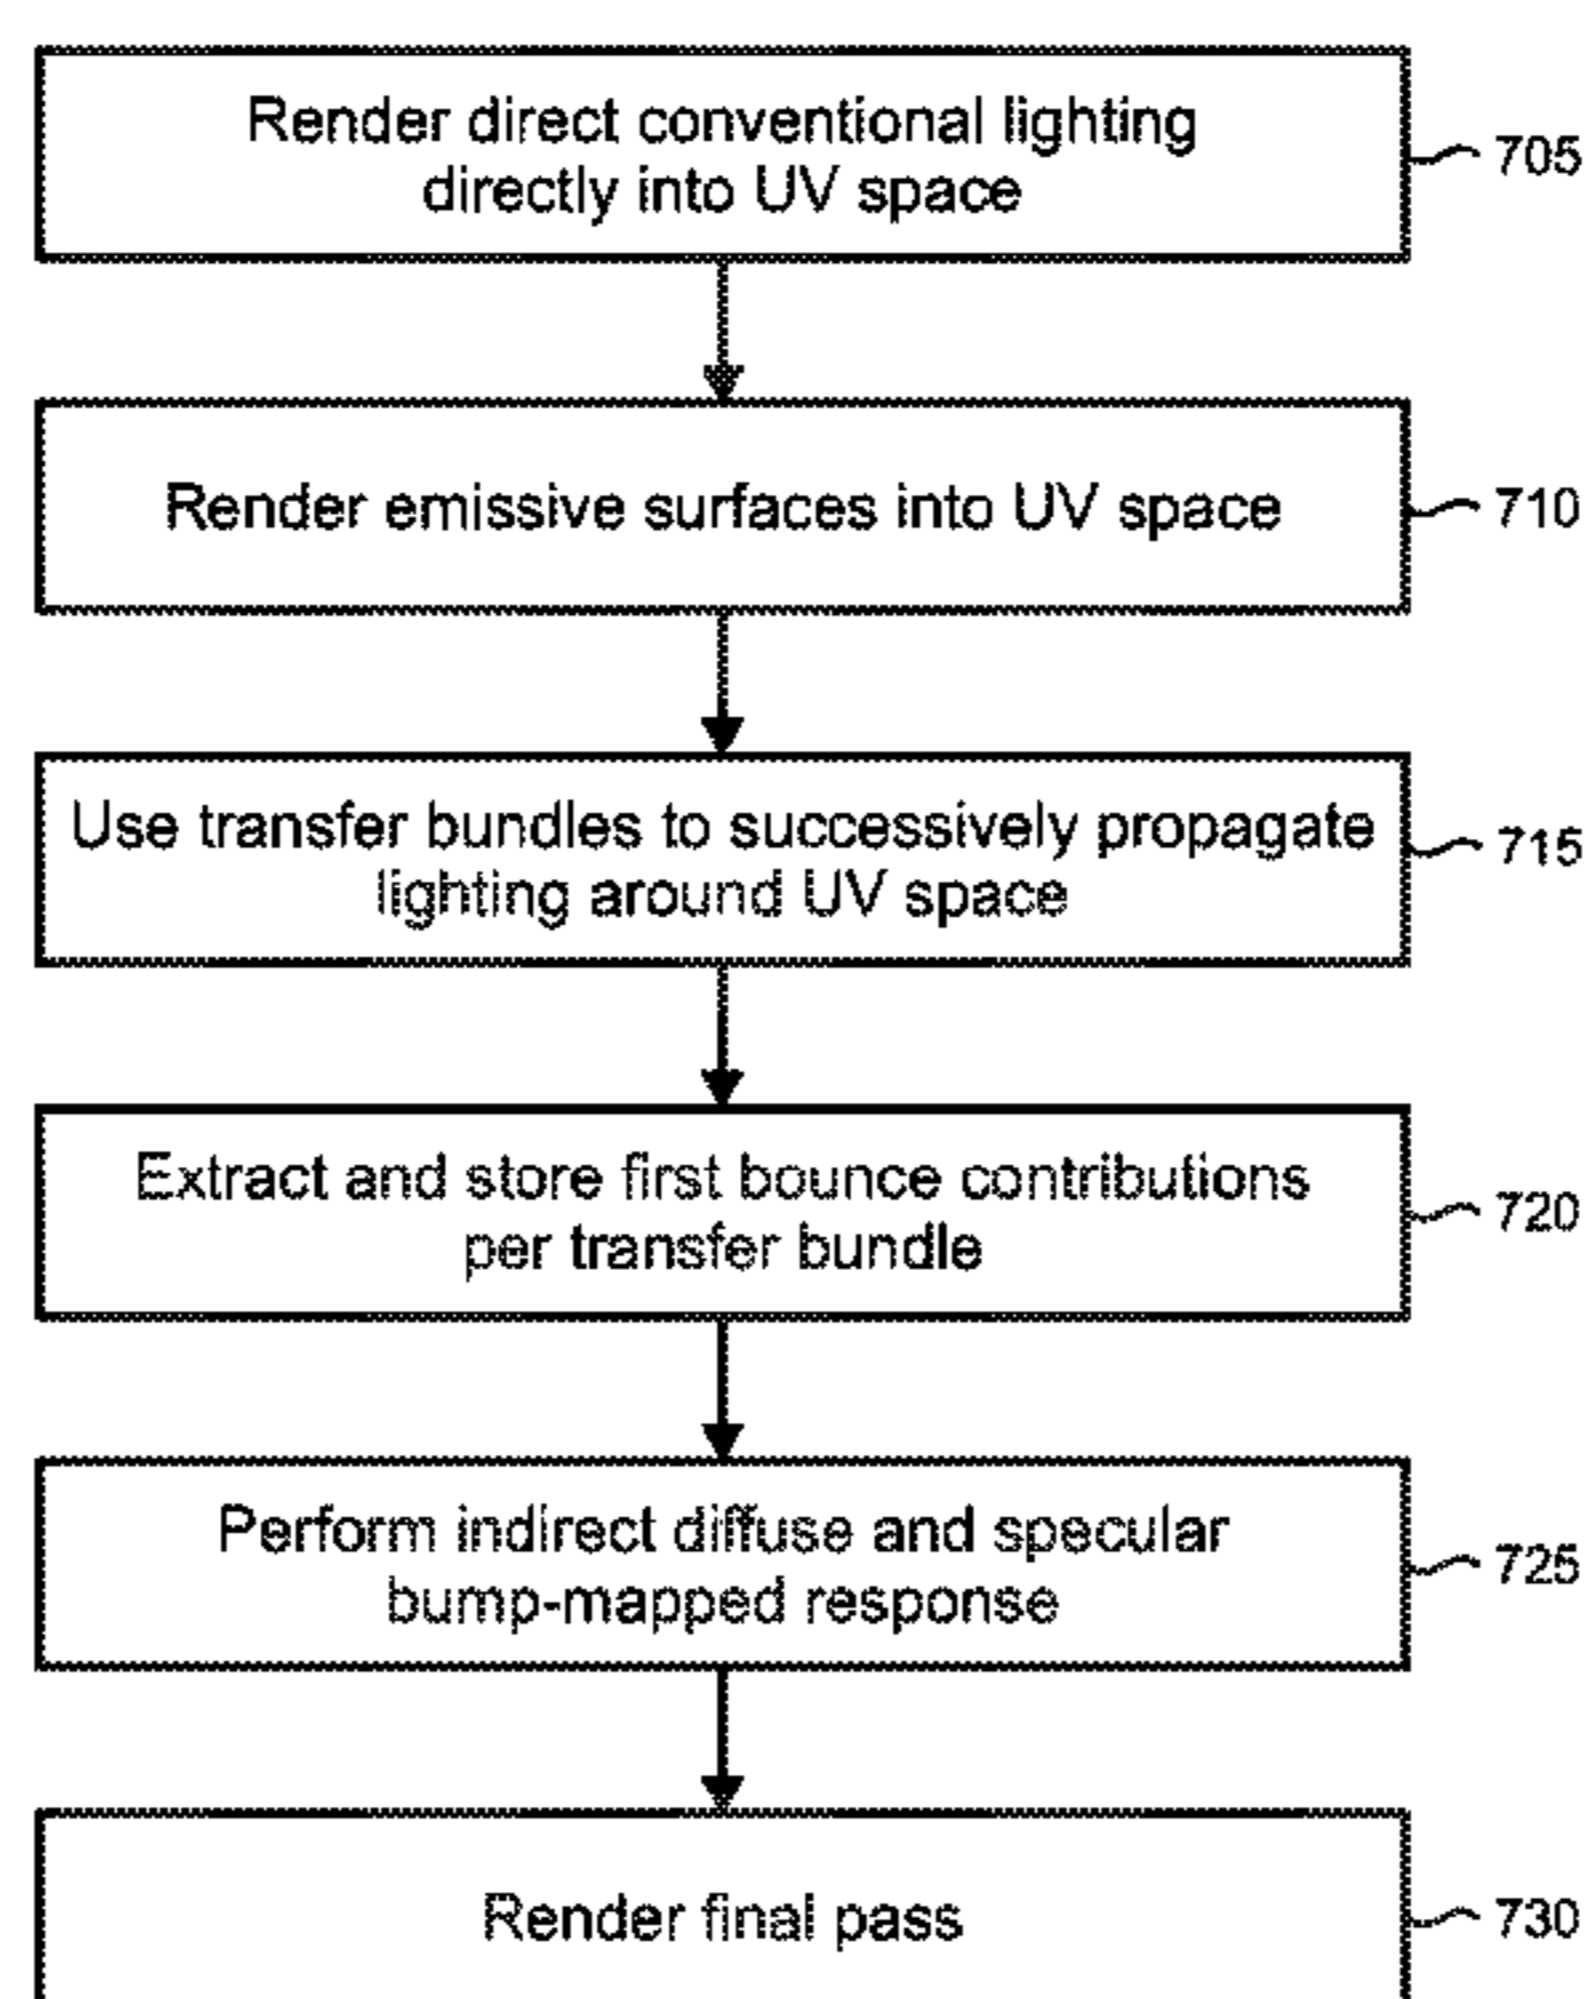 Render direct conventional lighting
directly into UV space
705
Render emissive surfaces into UV space
710
Use transfer bundles to successively propagate
lighting around UV space
715
Extract and store first bounce contributions
per transfer bundle
720
Perform indirect diffuse and specular
bump-mapped response
725
Render final pass
730